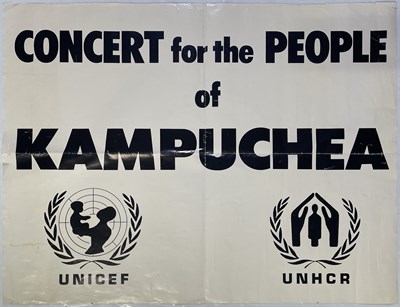 CONCERT for the PEOPLE
of
KAMPUCHEA
UNICEF
UNHCR